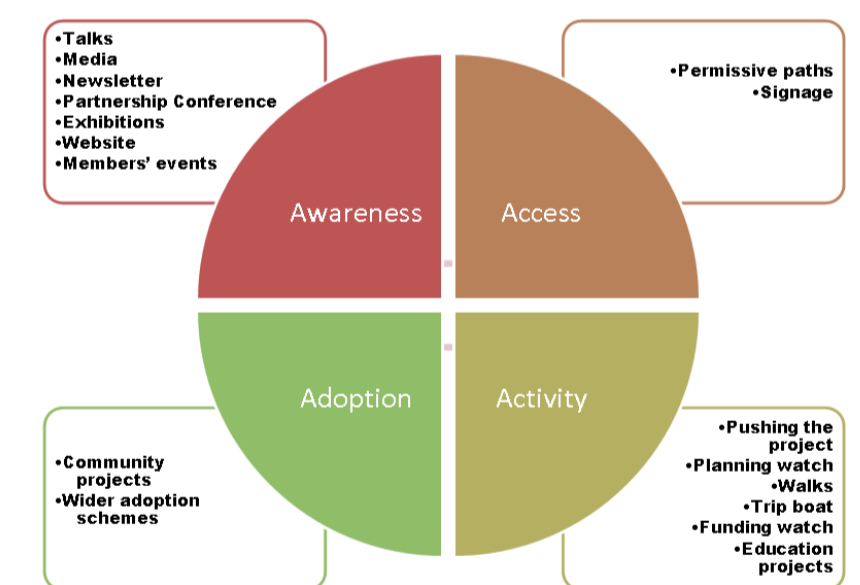 •Talks
•Media
•Newsletter
•Partnership Conference
•Exhibitions
•Website
•Members' events
•Permissive paths
•Signage
Awareness
Access
Adoption
Activity
•Community
projects
•Wider adoption
schemes
•Pushing the
project
•Planning watch
•Walks
•Trip boat
•Funding watch
•Education
projects